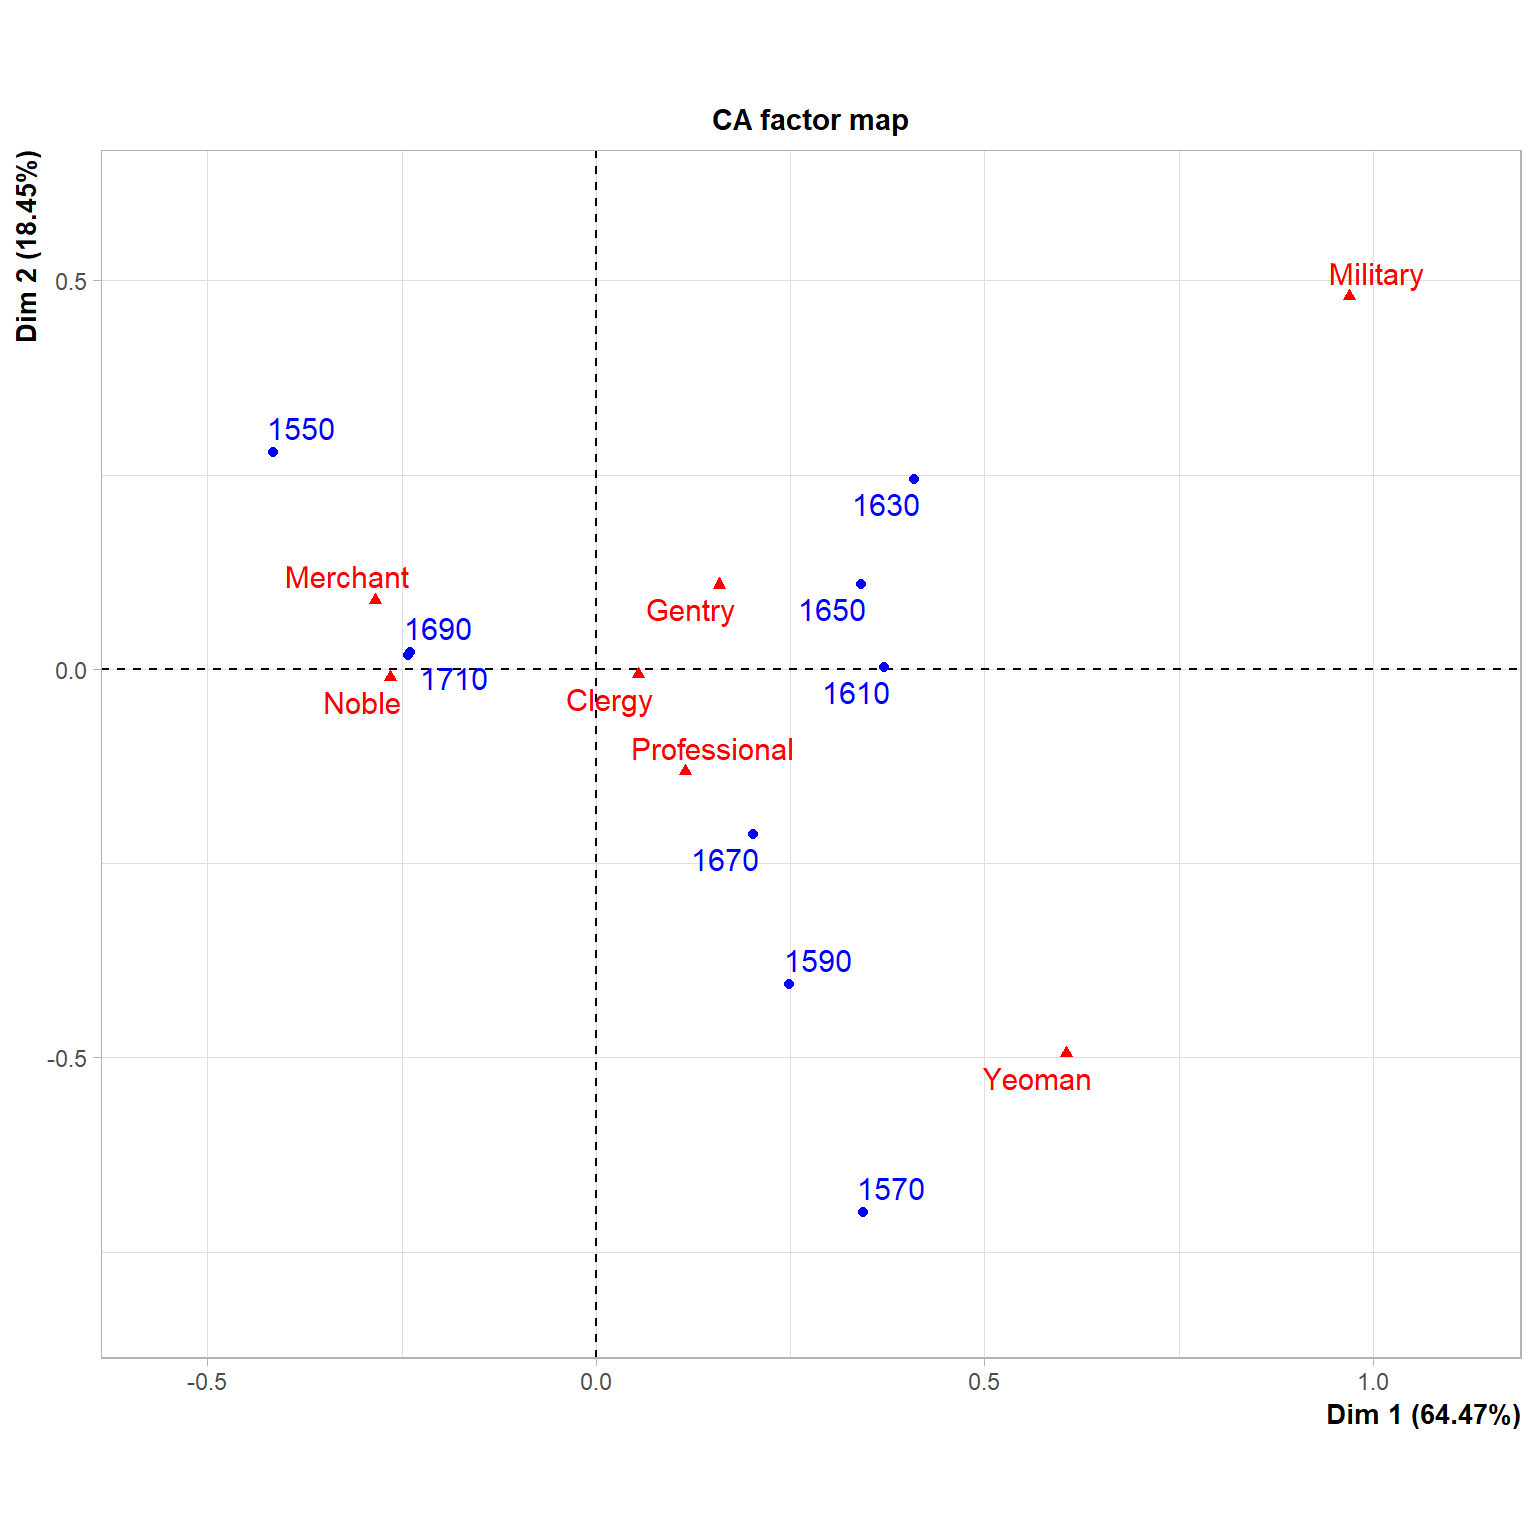 CA factor map
Dim 2 (18.45%)
0.5
Military
1550
1630
Merchant
Gentry
1650
1690
0.0
1710
1610
Noble
Clergy
Professional
1670
1590
-0.5
Yeoman
1570
-0.5
0.0
0.5
1.0
Dim 1 (64.47%)